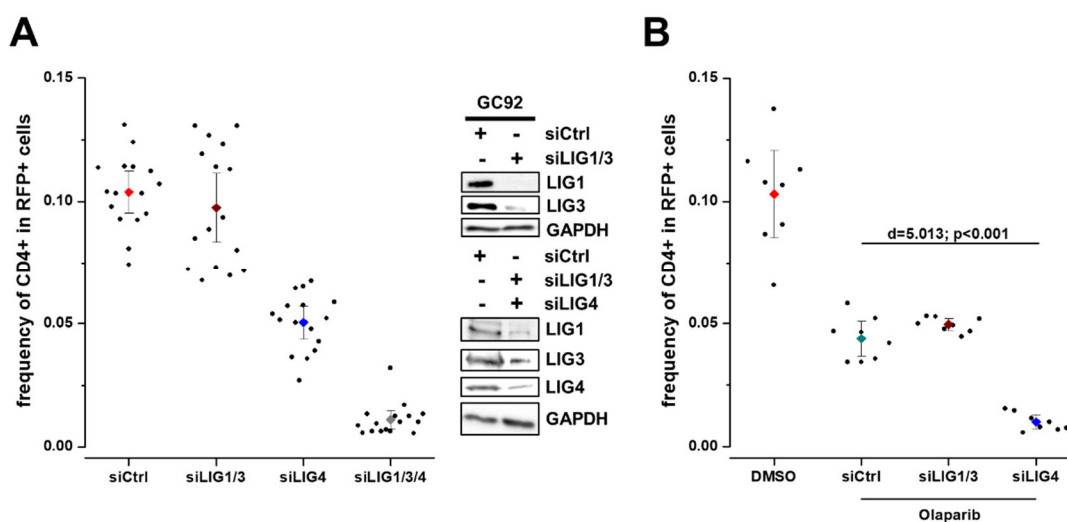 A
frequency of CD4+ in RFP+ cells
0.15
0.10
0.05
0.00
siCtrl siLIG1/3 siLIG4 siLIG1/3/4
GC92
+ - siCtrl
- + siLIG1/3
LIG1
LIG3
GAPDH
+ - siCtrl
- + siLIG1/3
- + siLIG4
LIG1
LIG3
LIG4
GAPDH
B
frequency of CD4+ in RFP+ cells
0.15
0.10
0.05
0.00
d=5.013; p<0.001
DMSO siCtrl siLIG1/3 siLIG4
Olaparib